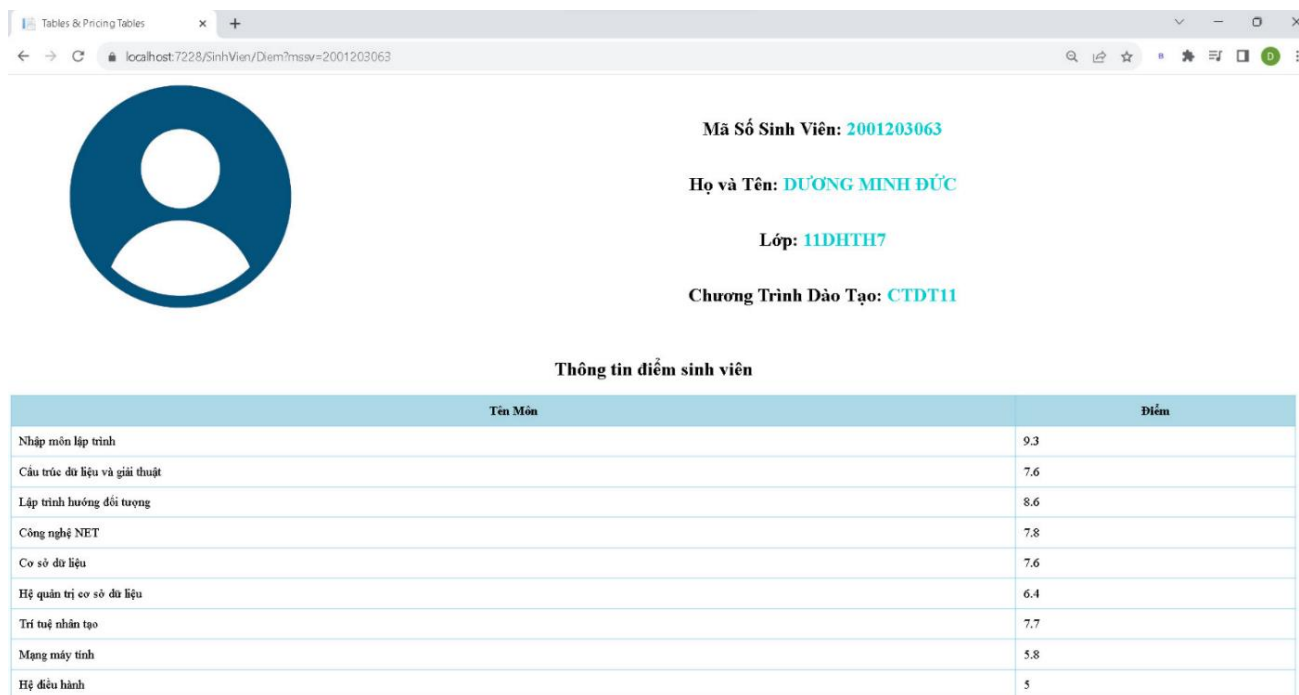 Tables & Pricing Tables
localhost:7228/SinhVien/Diem?mssv=2001203063
B
D
Mã Số Sinh Viên: 2001203063
Họ và Tên: DƯƠNG MINH ĐỨC
Lớp: 11DHTH7
Chương Trình Dào Tạo: CTDT11
Thông tin điểm sinh viên
Tên Môn Điểm
Nhập môn lập trình 9.3
Cấu trúc dữ liệu và giải thuật 7.6
Lập trình hướng đối tượng 8.6
Công nghệ NET 7.8
Cơ sở dữ liệu 7.6
Hệ quản trị cơ sở dữ liệu 6.4
Trí tuệ nhân tạo 7.7
Mạng máy tính 5.8
Hệ điều hành 5